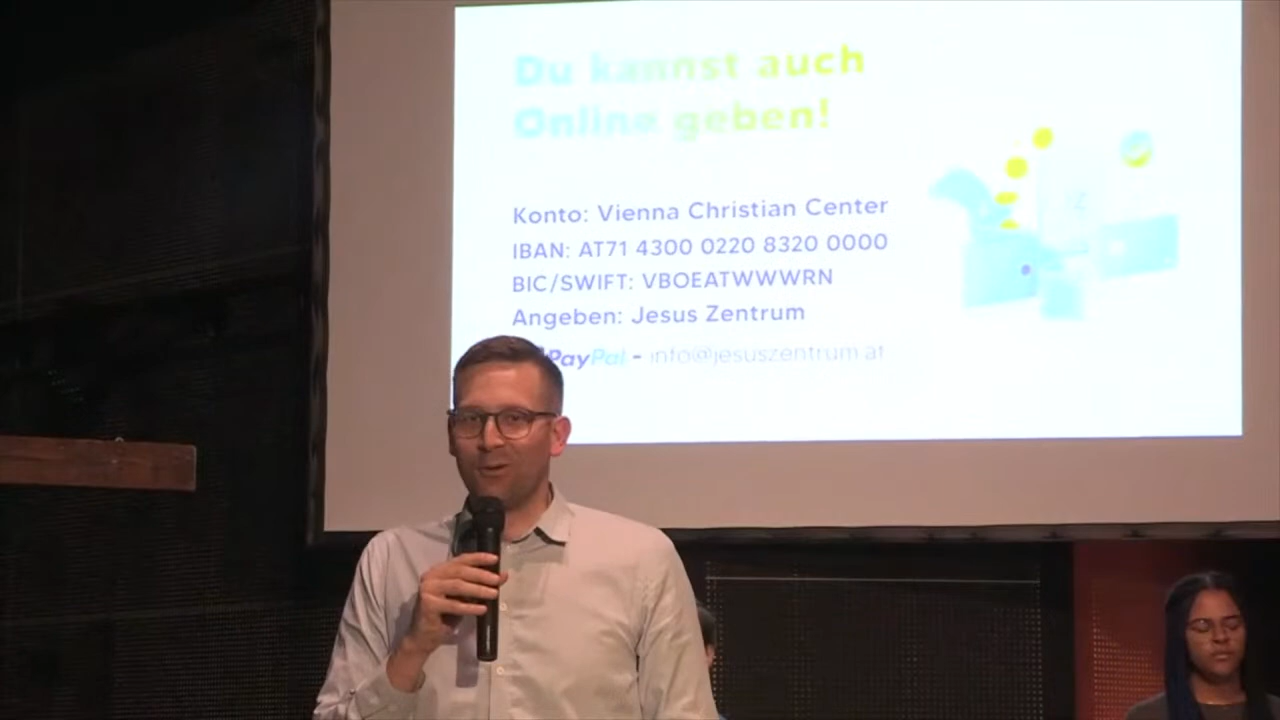 Du kannst auch
Online geben!
Konto: Vienna Christian Center
IBAN: AT71 4300 0220 8320 0000
BIC/SWIFT: VBOEATWWWRN
Angeben: Jesus Zentrum
PayPal - info@jesuszentrum.at